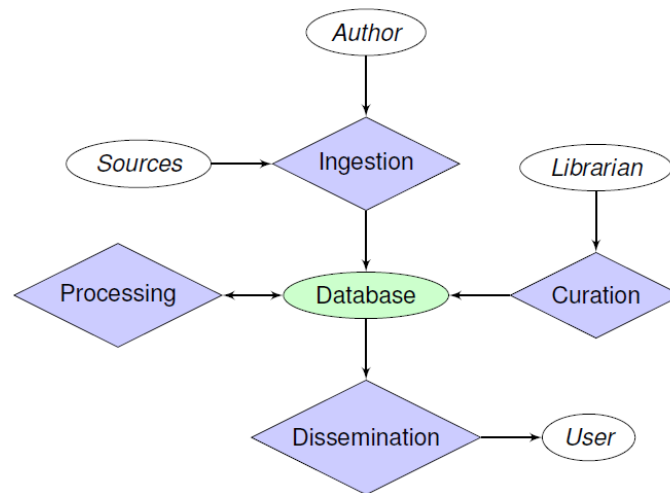 Author
Sources
Ingestion
Librarian
Processing
Database
Curation
Dissemination
User